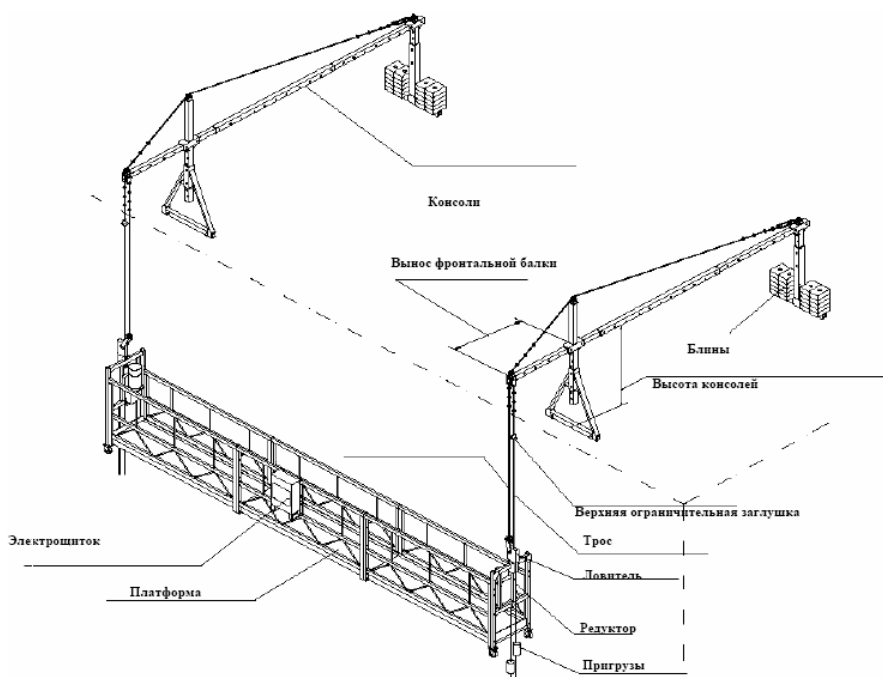 Консоли
Вынос фронтальной балки
Блины
Высота консолей
Верхняя ограничительная заглушка
Электрощиток
Трос
Ловитель
Платформа
Редуктор
Пригрузы